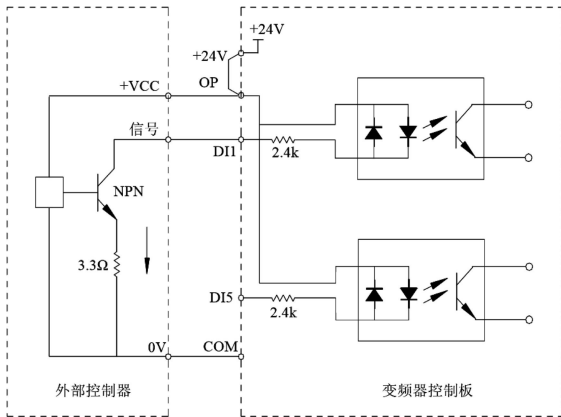 +24V
+24V
+VCC
OP
信号
DI1
2.4k
NPN
3.3Ω
DI5
2.4k
0V
COM
外部控制器
变频器控制板